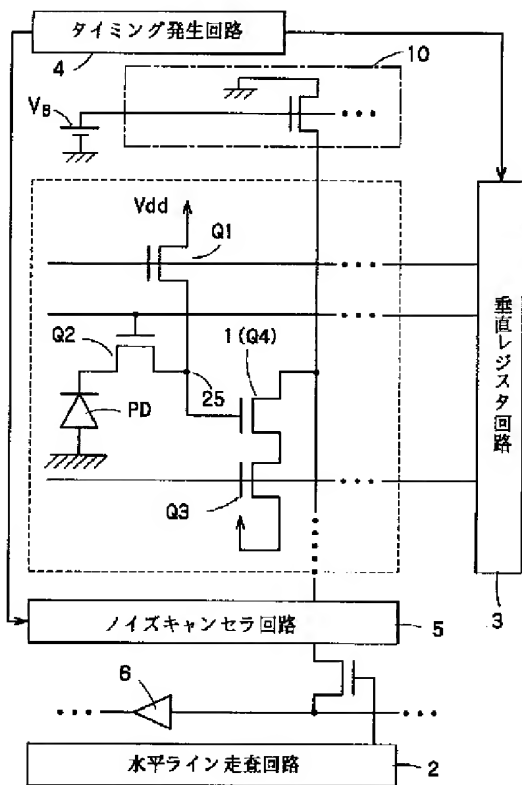 タイミング発生回路
4
10
VB
Vdd
Q1
Q2
1(Q4)
25
PD
Q3
垂直レジスタ回路
3
ノイズキャンセラ回路
5
6
水平ライン走査回路
2